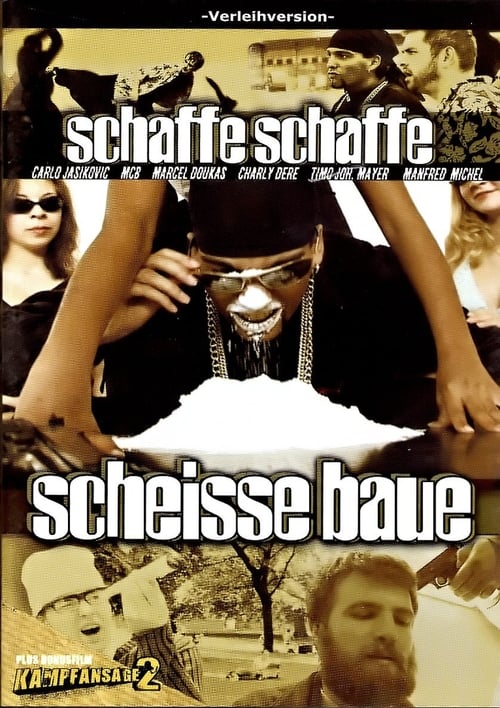 -Verleihversion-
schaffe schaffe
CARLO JASIKOVIC MCB MARCEL DOUKAS CHARLY DERE TIMO JOH. MAYER MANFRED MICHEL
scheisse baue
PLUS BONUSFILM
KAMPFANSAGE 2